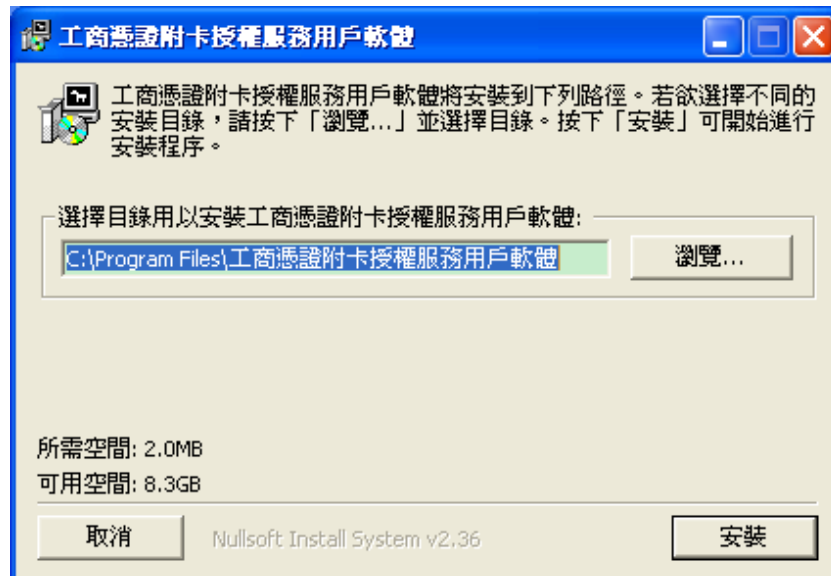 工商憑證附卡授權服務用戶軟體
工商憑證附卡授權服務用戶軟體將安裝到下列路徑。若欲選擇不同的
安裝目錄，請按下「瀏覽...」並選擇目錄。按下「安裝」可開始進行
安裝程序。
選擇目錄用以安裝工商憑證附卡授權服務用戶軟體:
C:\Program Files\工商憑證附卡授權服務用戶軟體
瀏覽...
所需空間: 2.0MB
可用空間: 8.3GB
取消
Nullsoft Install System v2.36
安裝